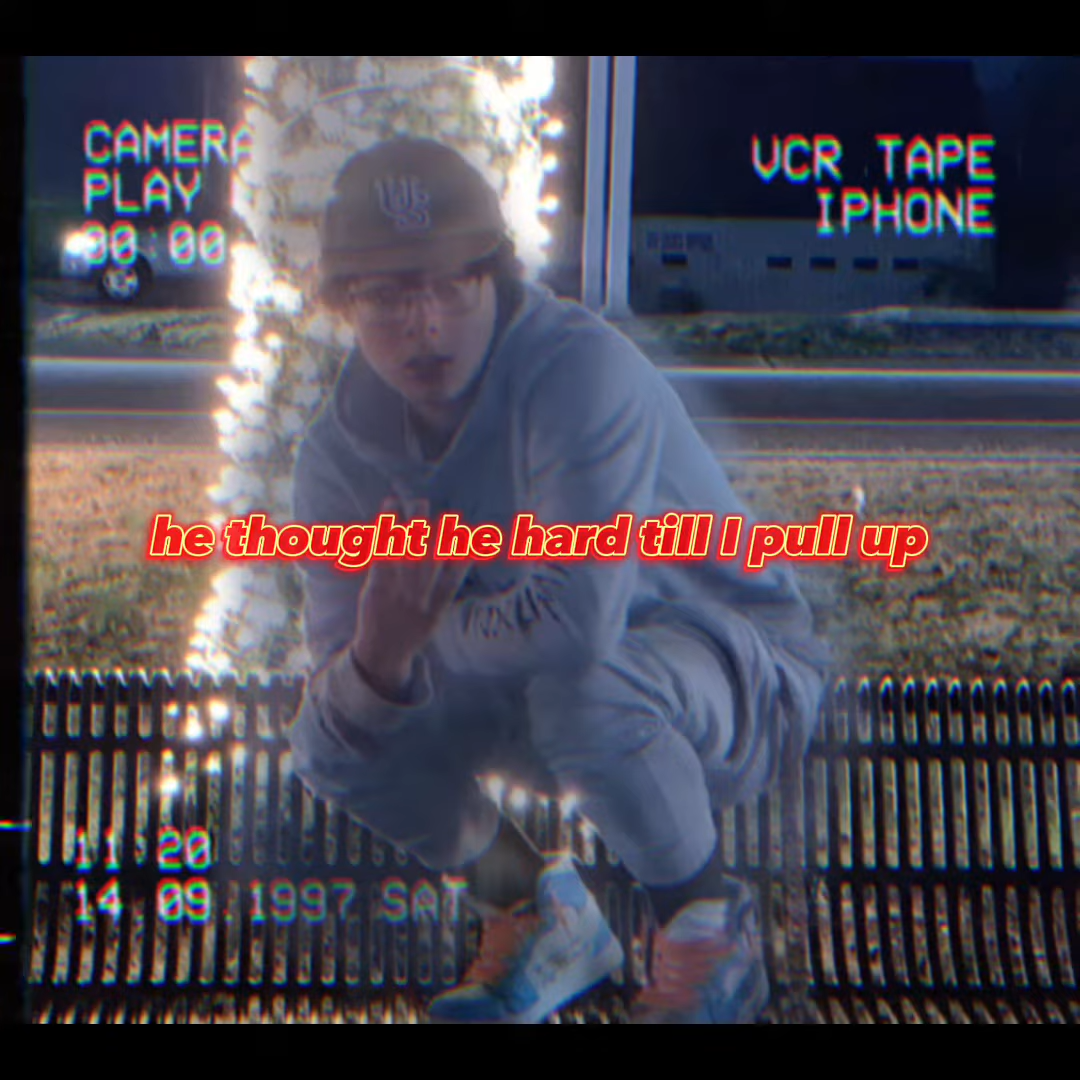 CAMERA
PLAY
00:00
VCR TAPE
IPHONE
he thought he hard till I pull up
11:20
14.09.1997 SAT